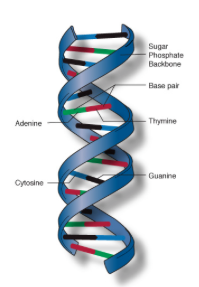 Sugar
Phosphate
Backbone
Base pair
Adenine
Thymine
Cytosine
Guanine